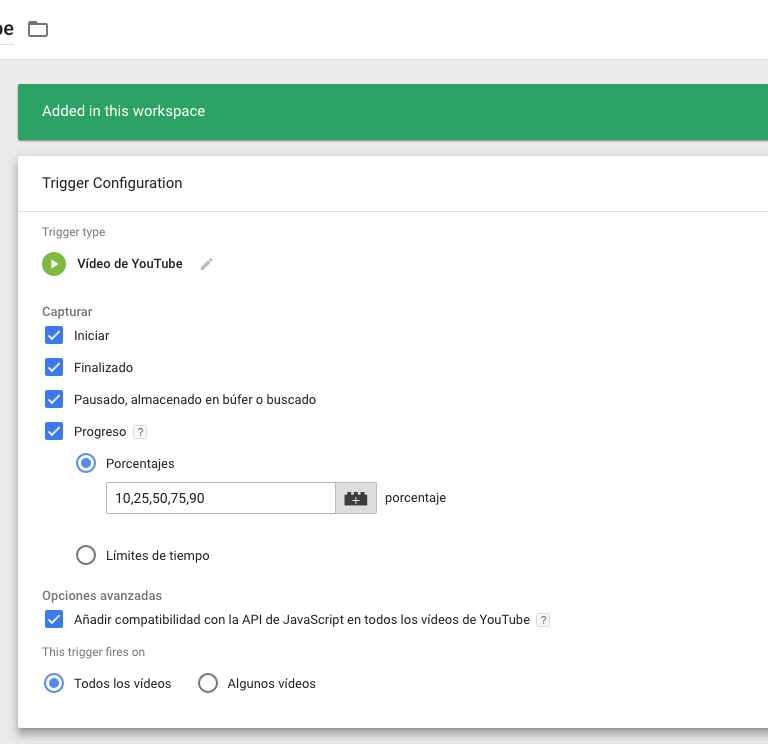 be
Added in this workspace
Trigger Configuration
Trigger type
Vídeo de YouTube
Capturar
Iniciar
Finalizado
Pausado, almacenado en búfer o buscado
Progreso ?
Porcentajes
10,25,50,75,90 porcentaje
Límites de tiempo
Opciones avanzadas
Añadir compatibilidad con la API de JavaScript en todos los vídeos de YouTube ?
This trigger fires on
Todos los vídeos Algunos vídeos